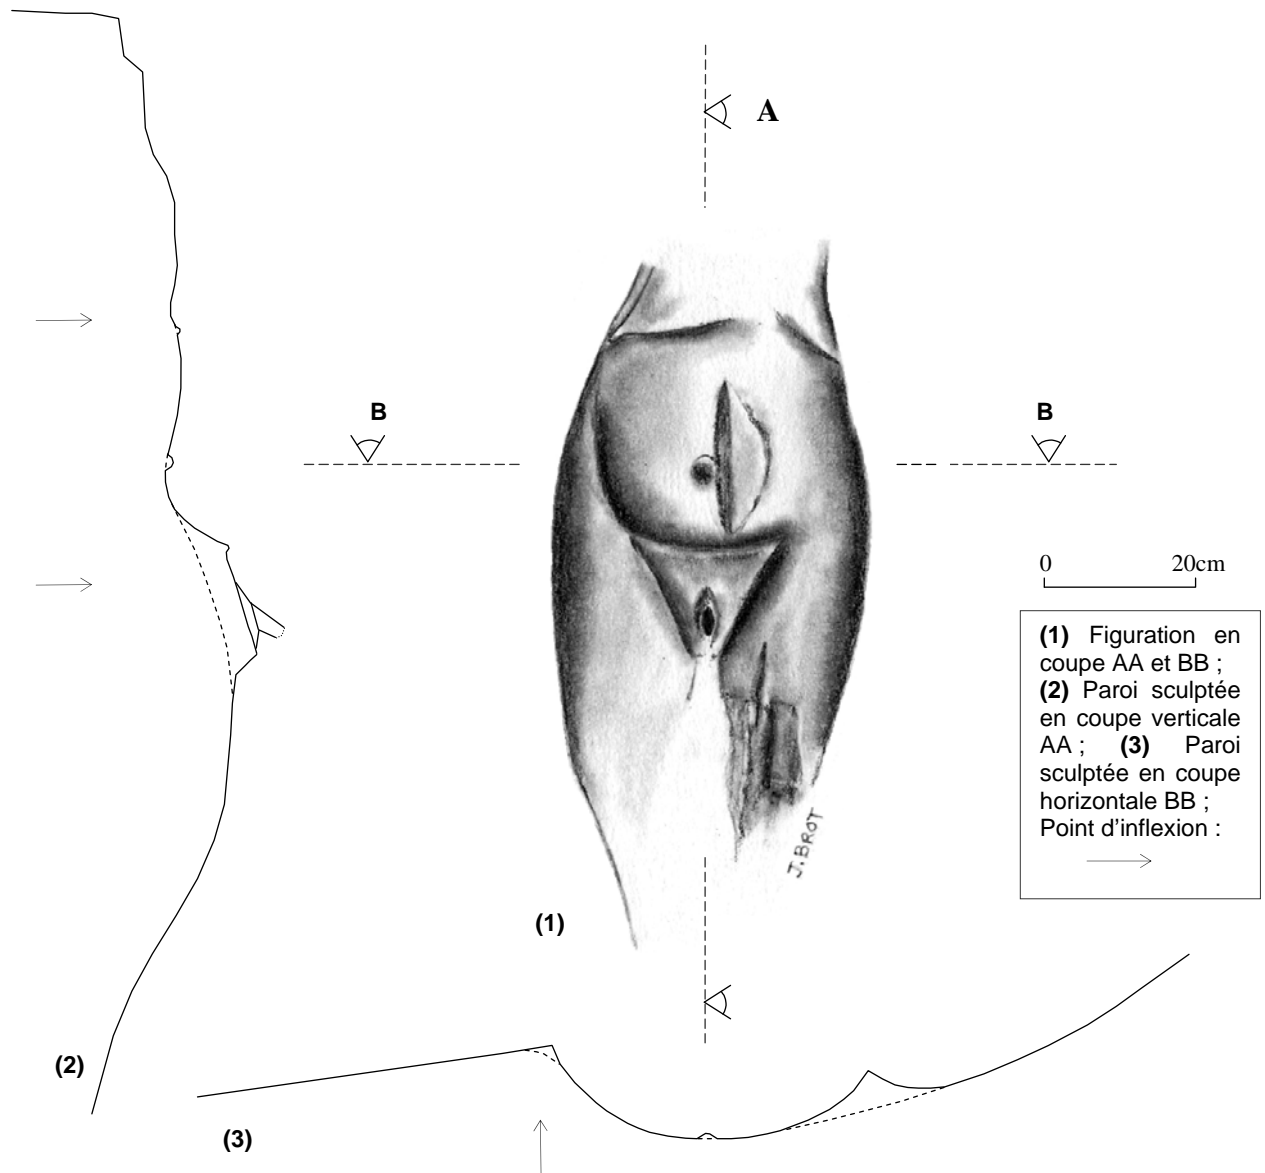 A
B
B
0 20cm
(1) Figuration en
coupe AA et BB ;
(2) Paroi sculptée
en coupe verticale
AA ; (3) Paroi
sculptée en coupe
horizontale BB ;
Point d'inflexion :
J. BROT
(1)
(2)
(3)